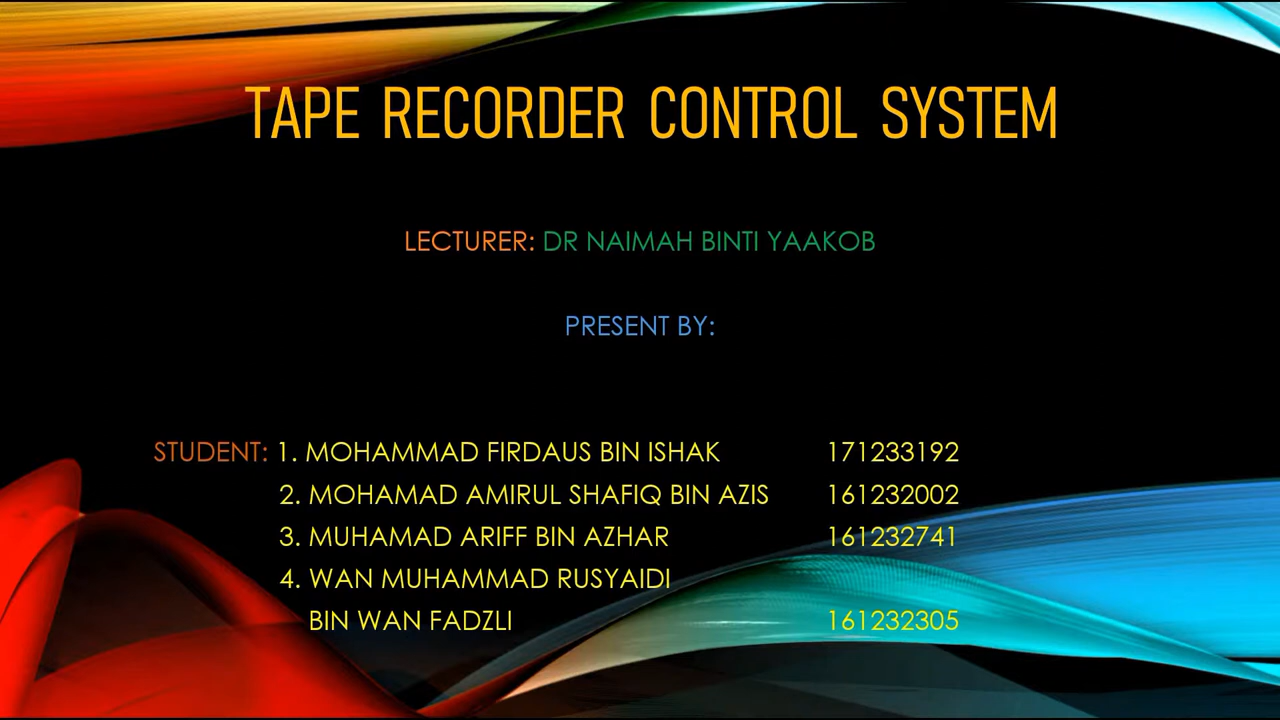 TAPE RECORDER CONTROL SYSTEM
LECTURER: DR NAIMAH BINTI YAAKOB
PRESENT BY:
STUDENT: 1. MOHAMMAD FIRDAUS BIN ISHAK 171233192
2. MOHAMAD AMIRUL SHAFIQ BIN AZIS 161232002
3. MUHAMAD ARIFF BIN AZHAR 161232741
4. WAN MUHAMMAD RUSYAIDI
BIN WAN FADZLI 161232305